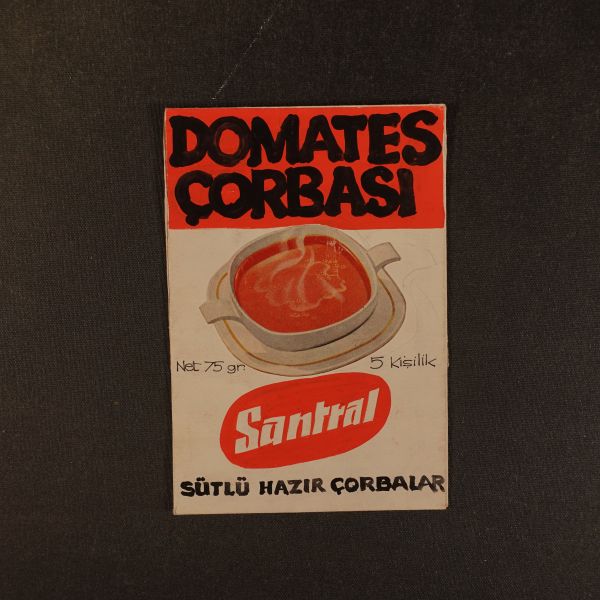 DOMATES
ÇORBASI
Net 75 gr.
5 Kişilik
Santral
SÜTLÜ HAZIR ÇORBALAR